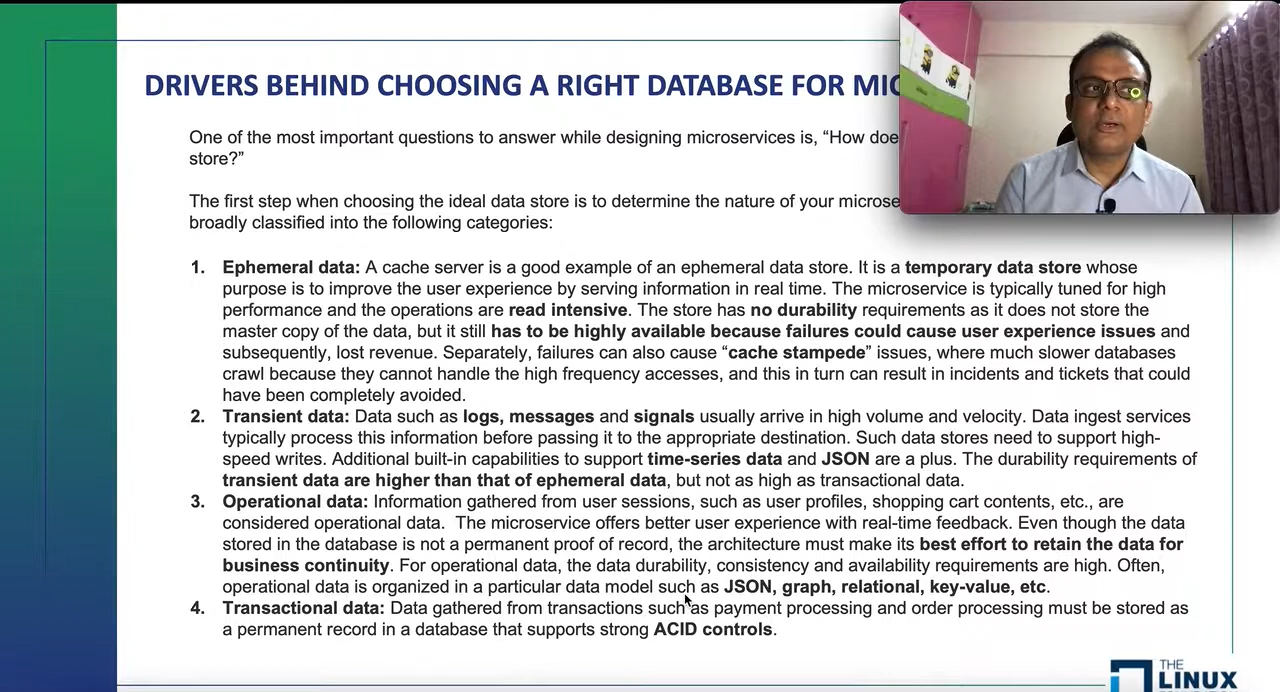 DRIVERS BEHIND CHOOSING A RIGHT DATABASE FOR MIC
One of the most important questions to answer while designing microservices is, “How doe
store?”
The first step when choosing the ideal data store is to determine the nature of your microse
broadly classified into the following categories:
1. Ephemeral data: A cache server is a good example of an ephemeral data store. It is a temporary data store whose
purpose is to improve the user experience by serving information in real time. The microservice is typically tuned for high
performance and the operations are read intensive. The store has no durability requirements as it does not store the
master copy of the data, but it still has to be highly available because failures could cause user experience issues and
subsequently, lost revenue. Separately, failures can also cause “cache stampede” issues, where much slower databases
crawl because they cannot handle the high frequency accesses, and this in turn can result in incidents and tickets that could
have been completely avoided.
2. Transient data: Data such as logs, messages and signals usually arrive in high volume and velocity. Data ingest services
typically process this information before passing it to the appropriate destination. Such data stores need to support high-
speed writes. Additional built-in capabilities to support time-series data and JSON are a plus. The durability requirements of
transient data are higher than that of ephemeral data, but not as high as transactional data.
3. Operational data: Information gathered from user sessions, such as user profiles, shopping cart contents, etc., are
considered operational data. The microservice offers better user experience with real-time feedback. Even though the data
stored in the database is not a permanent proof of record, the architecture must make its best effort to retain the data for
business continuity. For operational data, the data durability, consistency and availability requirements are high. Often,
operational data is organized in a particular data model such as JSON, graph, relational, key-value, etc.
4. Transactional data: Data gathered from transactions such as payment processing and order processing must be stored as
a permanent record in a database that supports strong ACID controls.
THE
LINUX